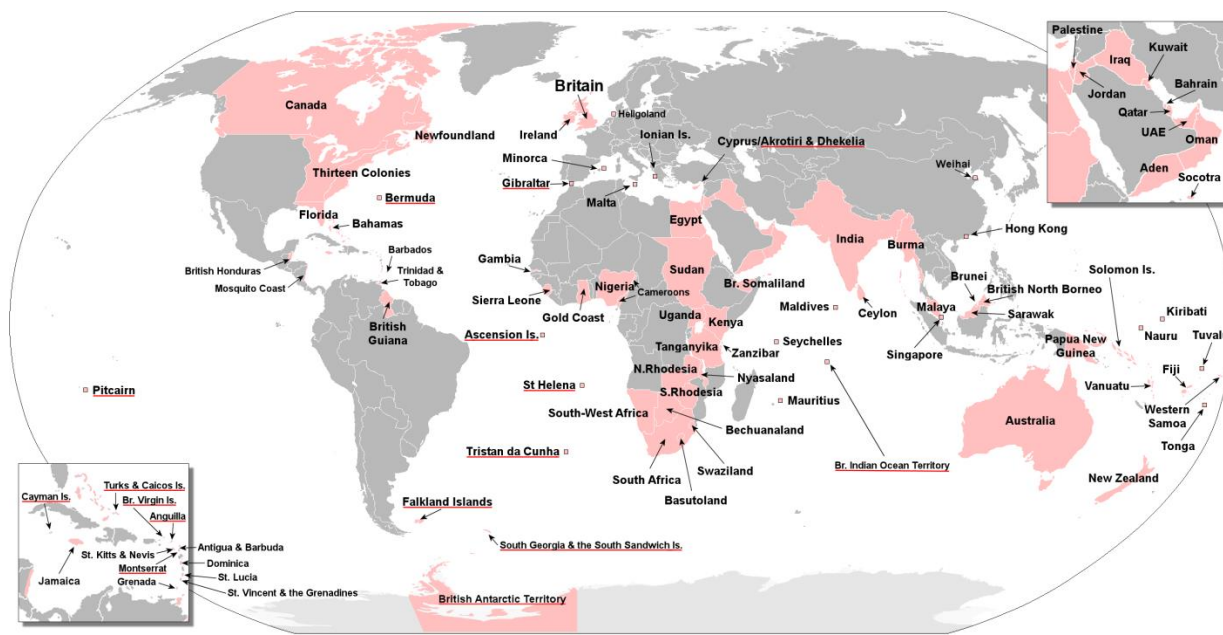 Canada
Newfoundland
Thirteen Colonies
Florida
Bermuda
Bahamas
British Honduras
Mosquito Coast
Barbados
Trinidad &
Tobago
British
Guiana
Pitcairn
Britain
Ireland
Heligoland
Minorca
Gibraltar
Ionian Is.
Malta
Cyprus/Akrotiri & Dhekelia
Egypt
Sudan
Gambia
Sierra Leone
Gold Coast
Nigeria
Cameroons
Br. Somaliland
Uganda
Kenya
Tanganyika
Zanzibar
N.Rhodesia
Nyasaland
S.Rhodesia
South-West Africa
Bechuanaland
South Africa
Swaziland
Basutoland
Ascension Is.
St Helena
Tristan da Cunha
Falkland Islands
South Georgia & the South Sandwich Is.
British Antarctic Territory
India
Burma
Weihai
Hong Kong
Maldives
Ceylon
Seychelles
Mauritius
Br. Indian Ocean Territory
Malaya
Singapore
Brunei
British North Borneo
Sarawak
Solomon Is.
Papua New
Guinea
Kiribati
Nauru
Tuval
Fiji
Vanuatu
Western
Samoa
Tonga
Australia
New Zealand
Palestine
Iraq
Kuwait
Jordan
Bahrain
Qatar
UAE
Oman
Aden
Socotra
Cayman Is.
Turks & Caicos Is.
Br. Virgin Is.
Anguilla
St. Kitts & Nevis
Antigua & Barbuda
Montserrat
Dominica
Jamaica
St. Lucia
Grenada
St. Vincent & the Grenadines